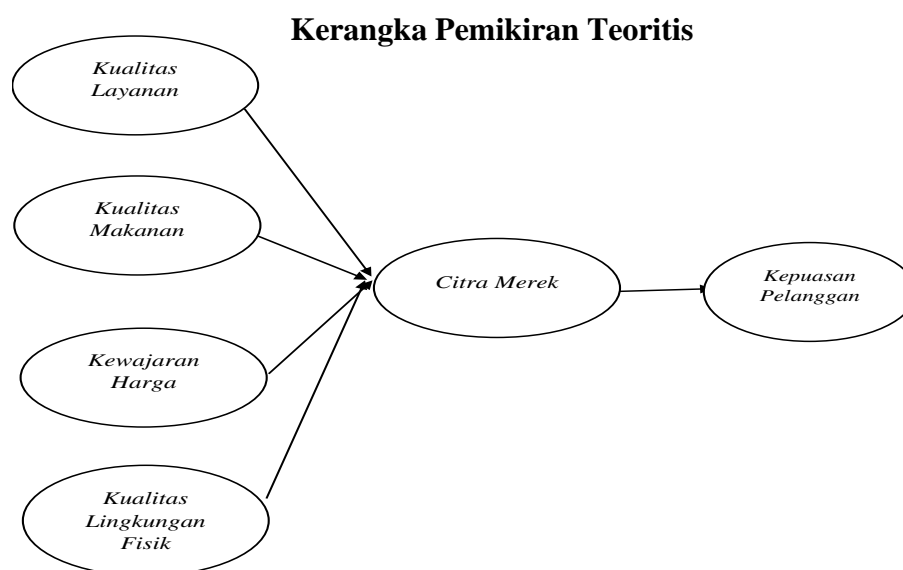 Kerangka Pemikiran Teoritis
Kualitas
Layanan
Kualitas
Makanan
Kewajaran
Harga
Kualitas
Lingkungan
Fisik
Citra Merek
Kepuasan
Pelanggan